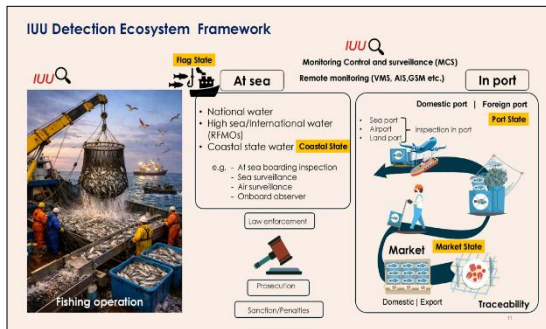 IUU Detection Ecosystem Framework
IUU
Flag State
IUU
Monitoring Control and surveillance (MCS)
Remote monitoring (VMS, AIS,GSM etc.)
At sea
In port
• National water
• High sea/International water
(RFMOs)
• Coastal state water Coastal State
e.g. - At sea boarding inspection
- Sea surveillance
- Air surveillance
- Onboard observer
Domestic port | Foreign port
Port State
• Sea port
• Airport
• Land port
Inspection in port
Law enforcement
Prosecution
Sanction/Penalties
Market
Market State
Domestic | Export
Traceability
Fishing operation
11